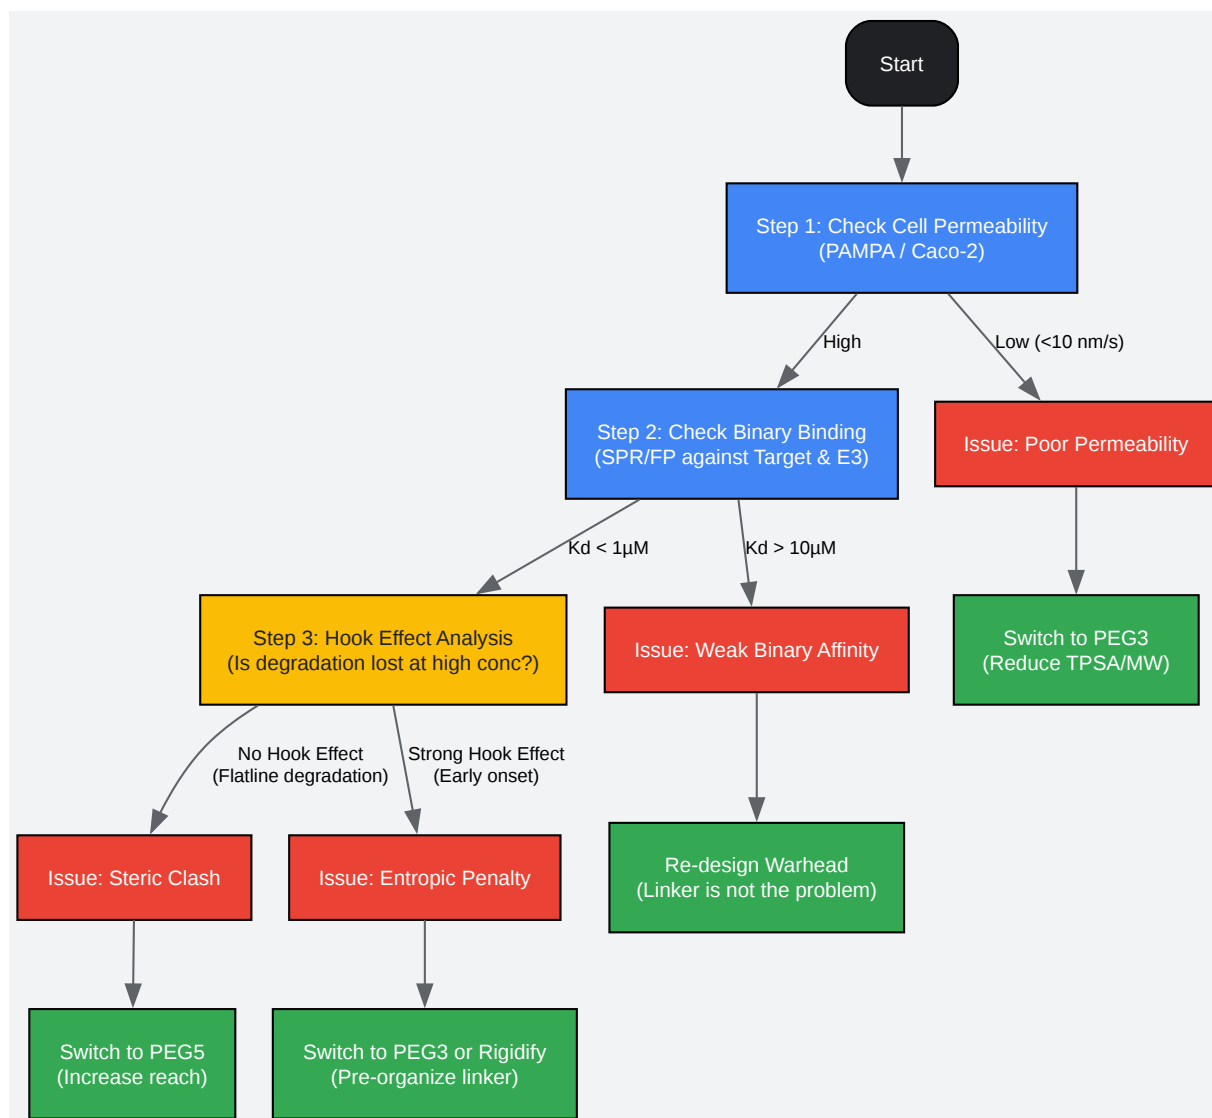 Start
Step 1: Check Cell Permeability
(PAMPA / Caco-2)
High
Low (<10 nm/s)
Step 2: Check Binary Binding
(SPR/FP against Target & E3)
Issue: Poor Permeability
Kd < 1µM
Kd > 10µM
Step 3: Hook Effect Analysis
(Is degradation lost at high conc?)
Issue: Weak Binary Affinity
Switch to PEG3
(Reduce TPSA/MW)
No Hook Effect
(Flatline degradation)
Strong Hook Effect
(Early onset)
Issue: Steric Clash
Issue: Entropic Penalty
Re-design Warhead
(Linker is not the problem)
Switch to PEG5
(Increase reach)
Switch to PEG3 or Rigidify
(Pre-organize linker)